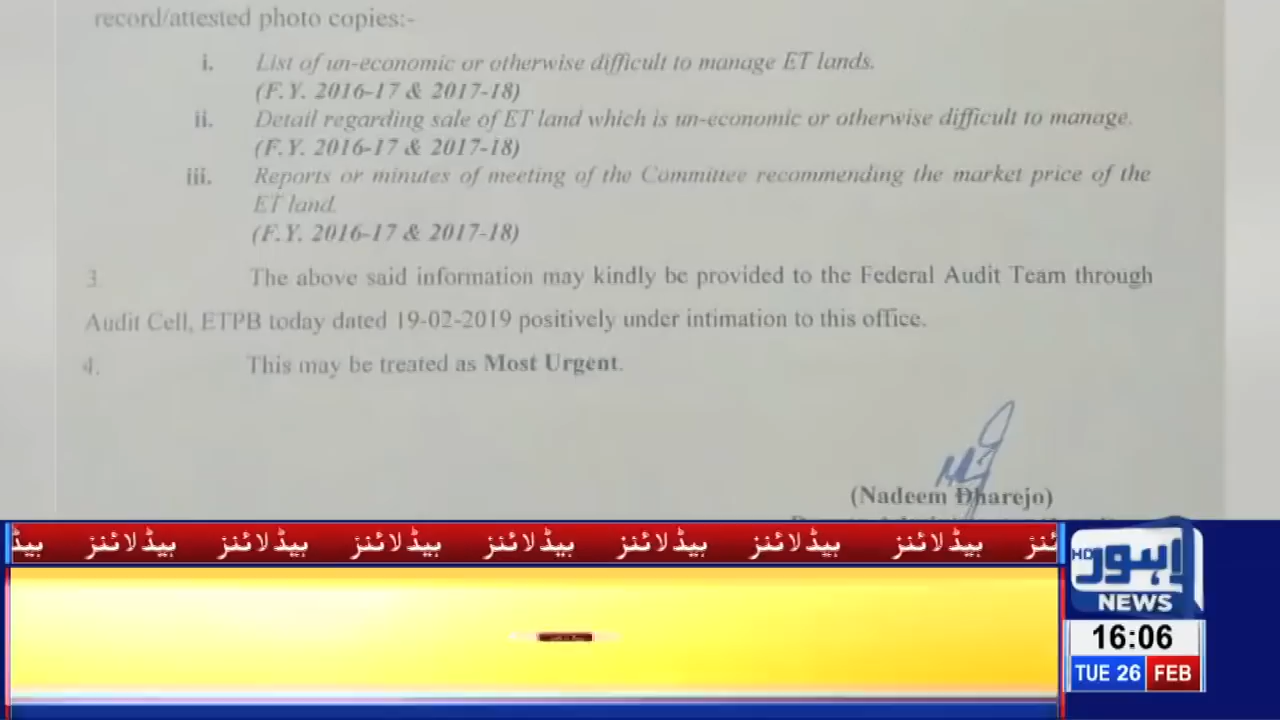 record/attested photo copies:-
i. List of un-economic or otherwise difficult to manage ET lands.
(F.Y. 2016-17 & 2017-18)
ii. Detail regarding sale of ET land which is un-economic or otherwise difficult to manage.
(F.Y. 2016-17 & 2017-18)
iii. Reports or minutes of meeting of the Committee recommending the market price of the
ET land.
(F.Y. 2016-17 & 2017-18)
3 The above said information may kindly be provided to the Federal Audit Team through
Audit Cell, ETPB today dated 19-02-2019 positively under intimation to this office.
4. This may be treated as Most Urgent.
(Nadeem Dharejo)
ہیڈلائنز ہیڈلائنز ہیڈلائنز ہیڈلائنز ہیڈلائنز ہیڈلائنز ہیڈلائنز
HD لاہور
NEWS
16:06
TUE 26 FEB